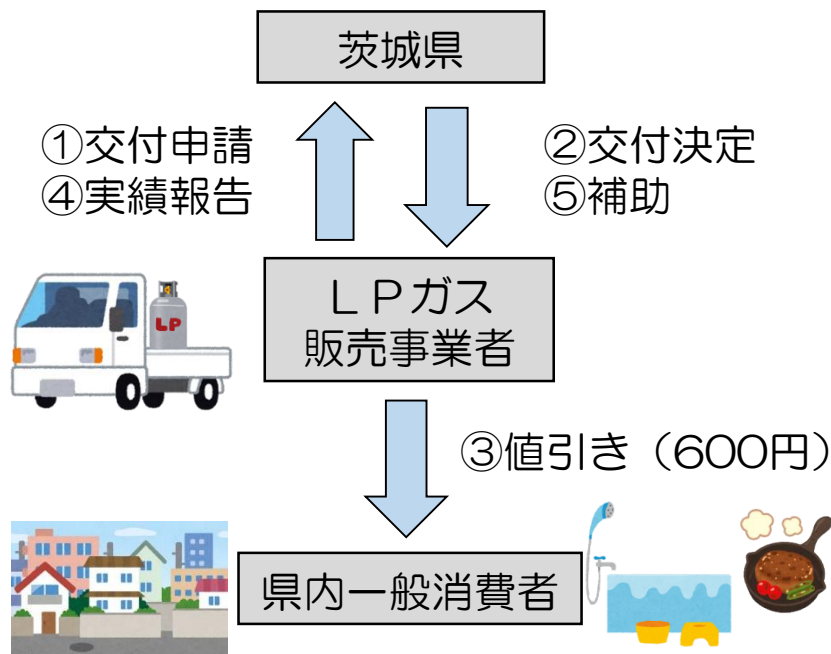 茨城県
①交付申請
④実績報告
②交付決定
⑤補助
LPガス
販売事業者
LP
③値引き（600円）
県内一般消費者